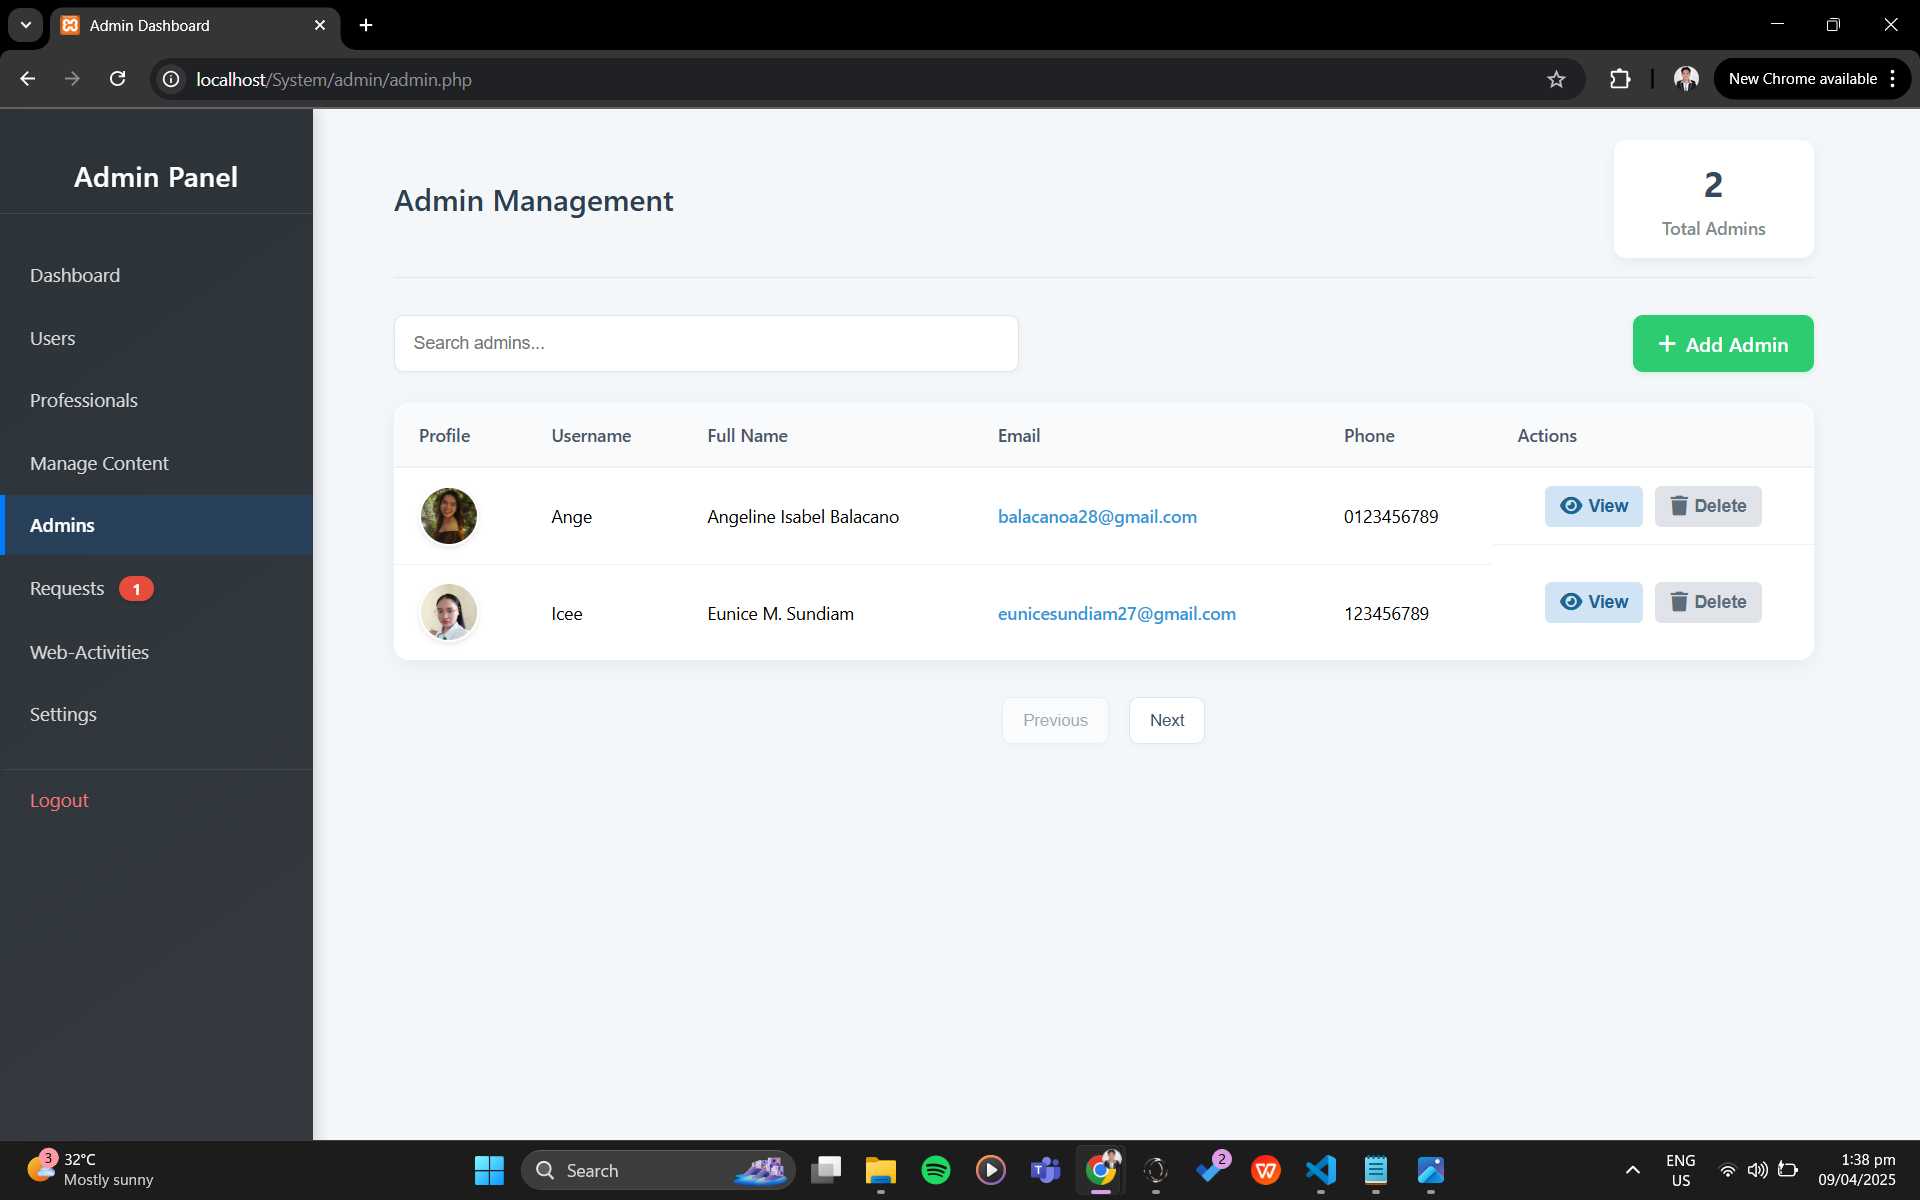 Admin Dashboard
localhost/System/admin/admin.php
New Chrome available
Admin Panel
Dashboard
Users
Professionals
Manage Content
Admins
Requests 1
Web-Activities
Settings
Logout
Admin Management
2
Total Admins
Search admins...
+ Add Admin
Profile Username Full Name Email Phone Actions
Ange Angeline Isabel Balacano balacanoa28@gmail.com 0123456789 View Delete
Icee Eunice M. Sundiam eunicesundiam27@gmail.com 123456789 View Delete
Previous Next
3 32°C
Mostly sunny
Search
2
ENG
US
1:38 pm
09/04/2025